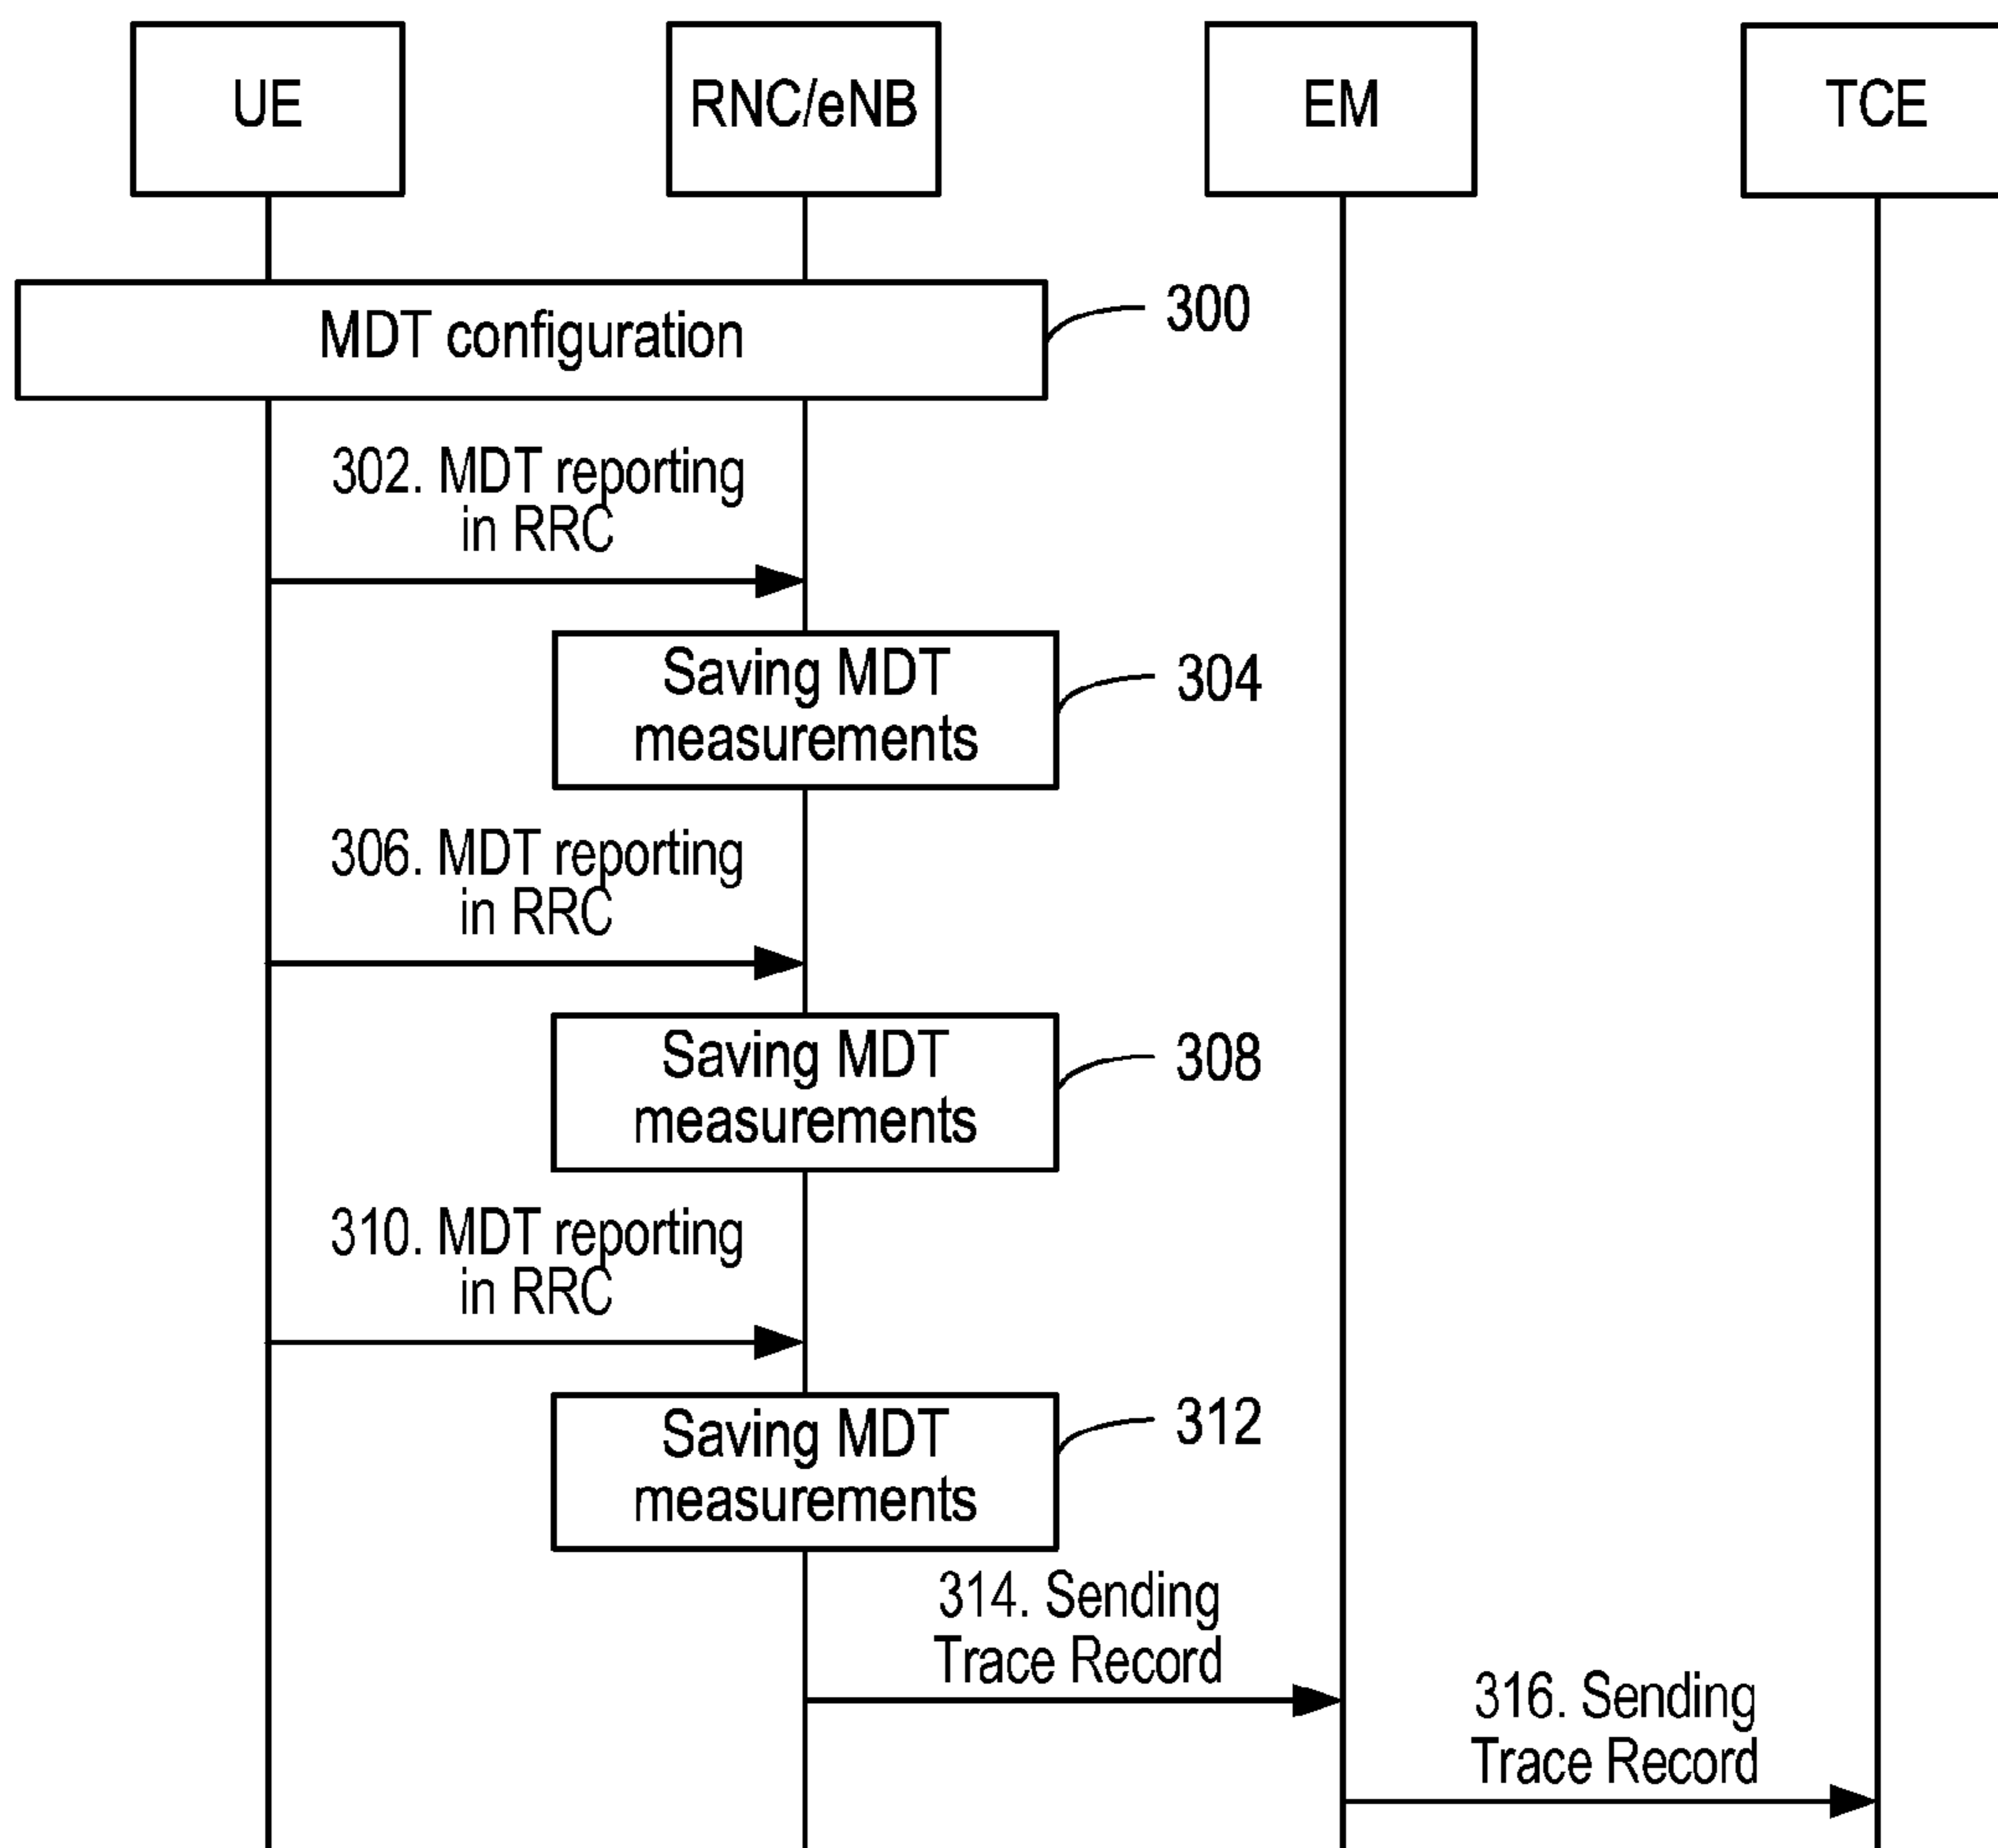 UE
RNC/eNB
EM
TCE
MDT configuration
300
302. MDT reporting
in RRC
Saving MDT
measurements
304
306. MDT reporting
in RRC
Saving MDT
measurements
308
310. MDT reporting
in RRC
Saving MDT
measurements
312
314. Sending
Trace Record
316. Sending
Trace Record